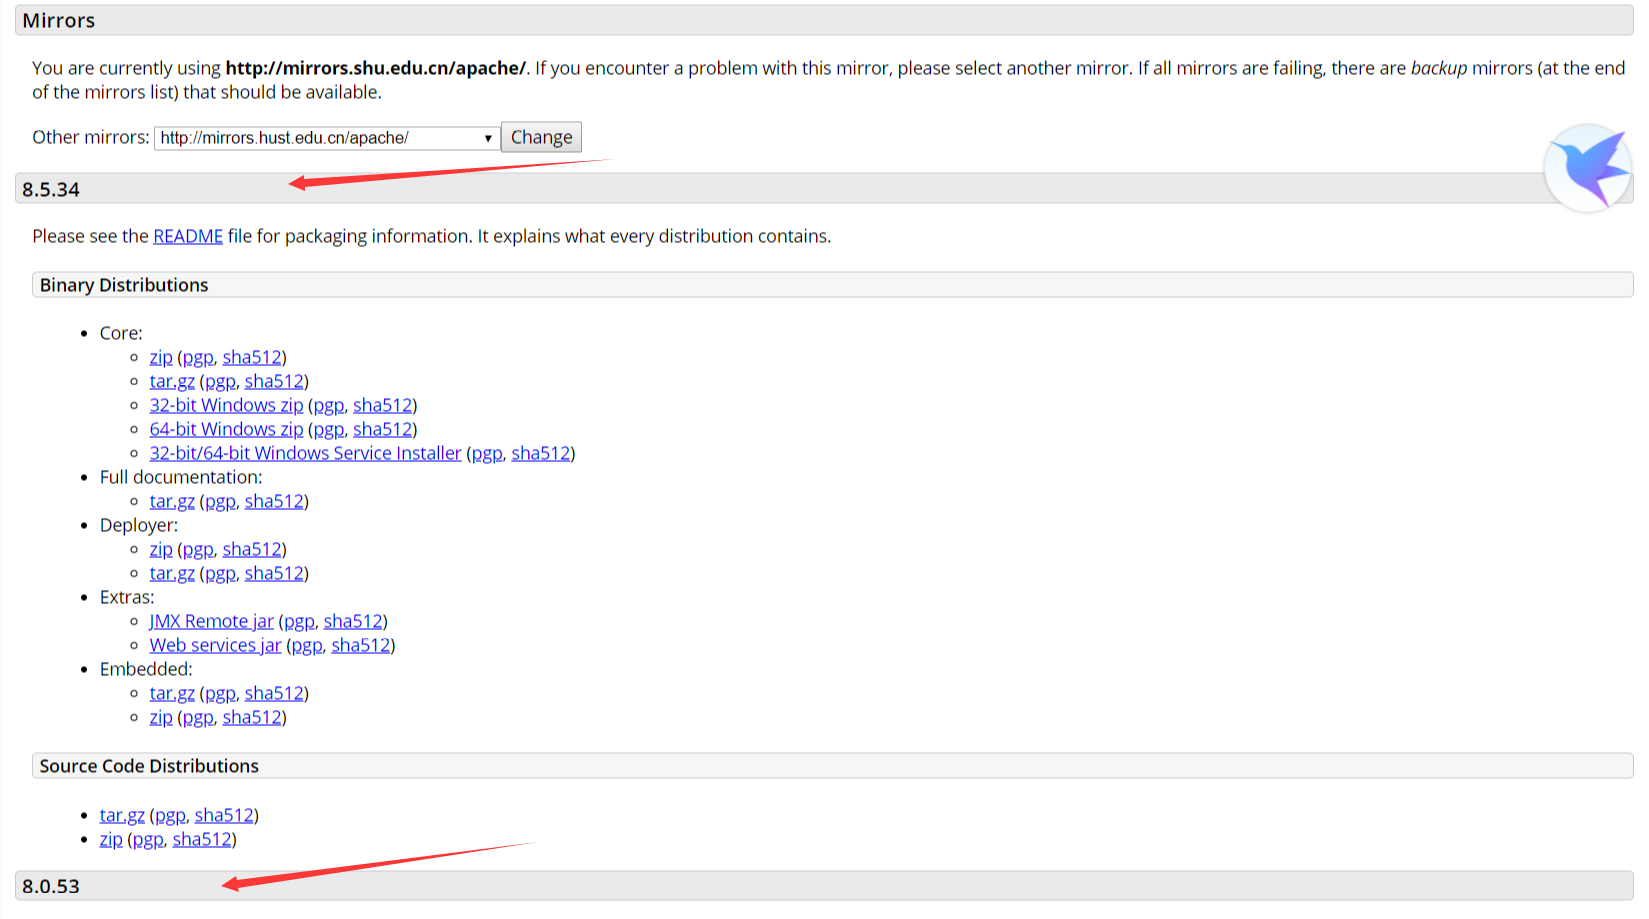 Mirrors
You are currently using http://mirrors.shu.edu.cn/apache/. If you encounter a problem with this mirror, please select another mirror. If all mirrors are failing, there are backup mirrors (at the end
of the mirrors list) that should be available.
Other mirrors: http://mirrors.hust.edu.cn/apache/ Change
8.5.34
Please see the README file for packaging information. It explains what every distribution contains.
Binary Distributions
Core:
zip (pgp, sha512)
tar.gz (pgp, sha512)
32-bit Windows zip (pgp, sha512)
64-bit Windows zip (pgp, sha512)
32-bit/64-bit Windows Service Installer (pgp, sha512)
Full documentation:
tar.gz (pgp, sha512)
Deployer:
zip (pgp, sha512)
tar.gz (pgp, sha512)
Extras:
JMX Remote jar (pgp, sha512)
Web services jar (pgp, sha512)
Embedded:
tar.gz (pgp, sha512)
zip (pgp, sha512)
Source Code Distributions
tar.gz (pgp, sha512)
zip (pgp, sha512)
8.0.53